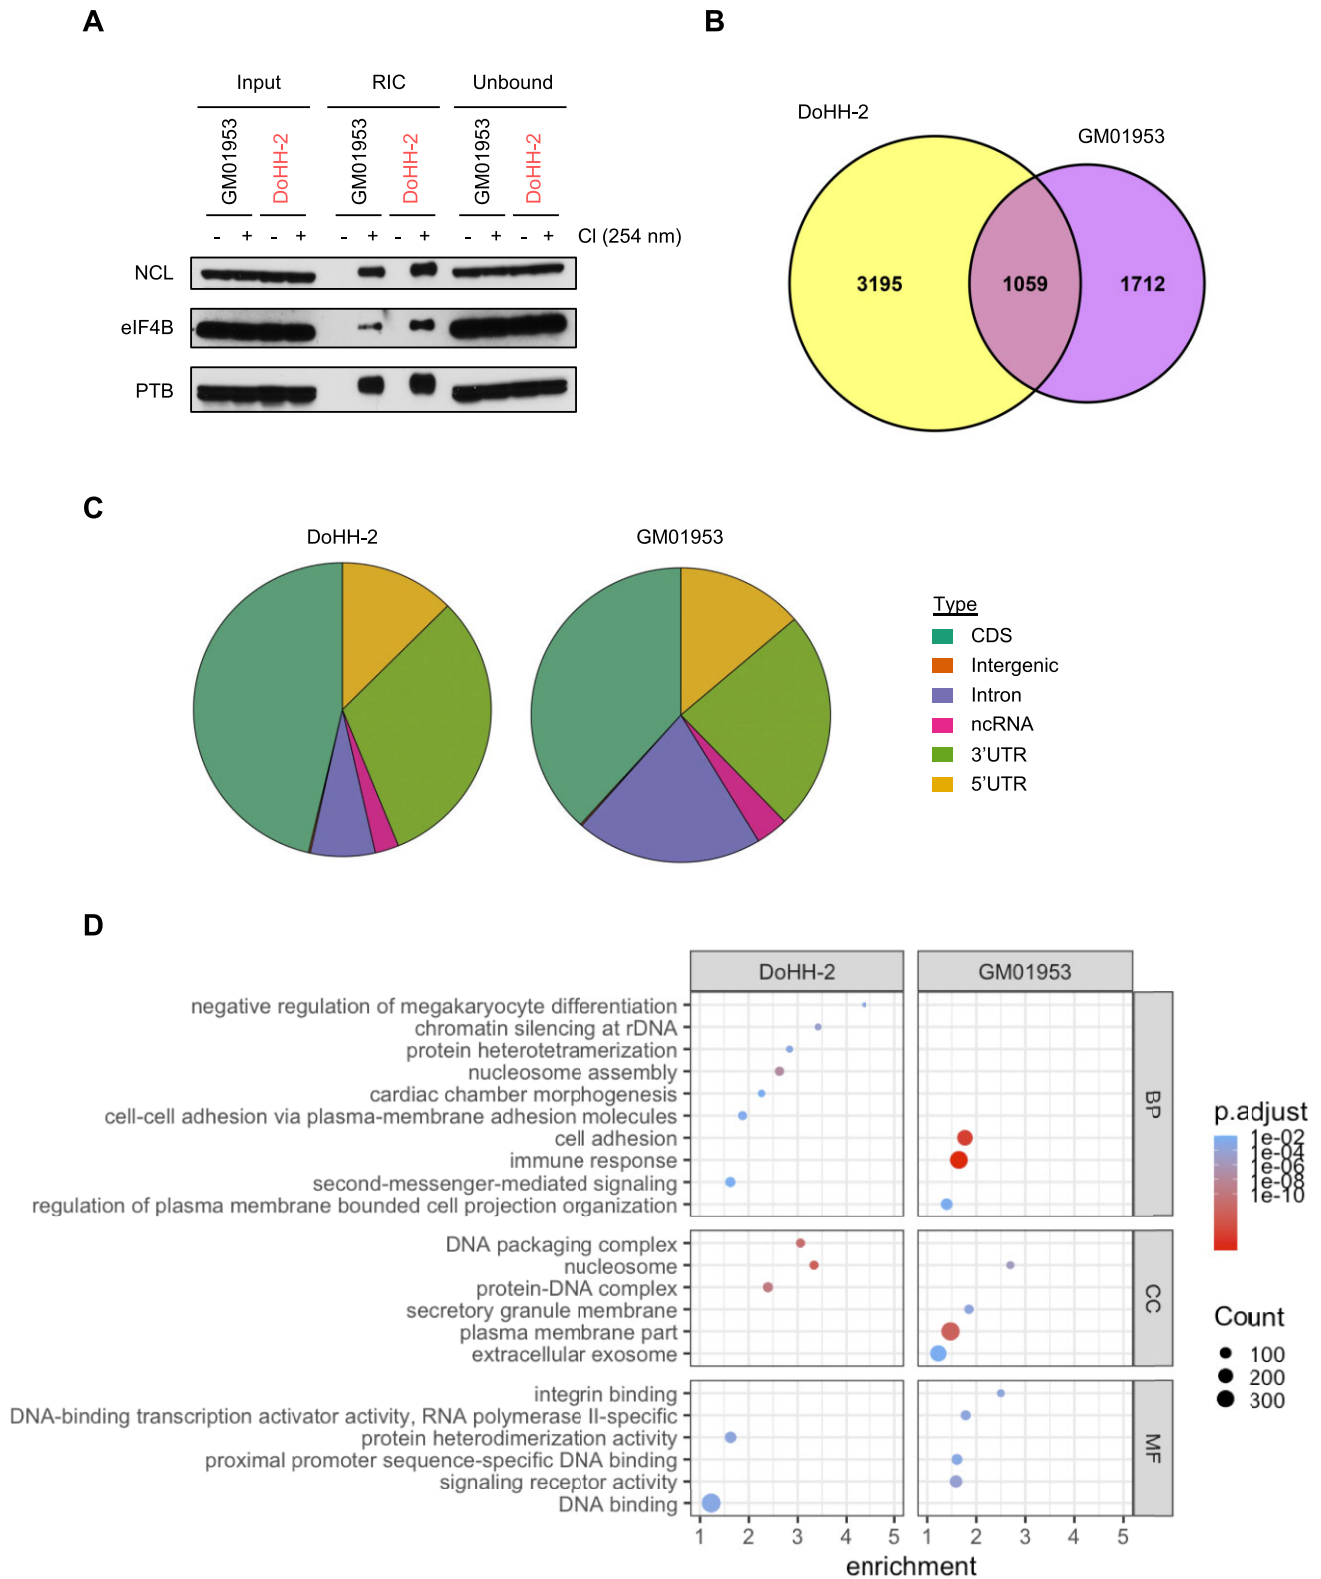 A
Input RIC Unbound
GM01953 DoHH-2 GM01953 DoHH-2 GM01953 DoHH-2
- + - + - + - + - + - + Cl (254 nm)
NCL
eIF4B
PTB
B
DoHH-2
GM01953
3195 1059 1712
C
DoHH-2 GM01953
Type
CDS
Intergenic
Intron
ncRNA
3’UTR
5’UTR
D
DoHH-2 GM01953
negative regulation of megakaryocyte differentiation
chromatin silencing at rDNA
protein heterotetramerization
nucleosome assembly
cardiac chamber morphogenesis
cell-cell adhesion via plasma-membrane adhesion molecules
cell adhesion
immune response
second-messenger-mediated signaling
regulation of plasma membrane bounded cell projection organization
BP
DNA packaging complex
nucleosome
protein-DNA complex
secretory granule membrane
plasma membrane part
extracellular exosome
CC
integrin binding
DNA-binding transcription activator activity, RNA polymerase II-specific
protein heterodimerization activity
proximal promoter sequence-specific DNA binding
signaling receptor activity
DNA binding
MF
1 2 3 4 5 1 2 3 4 5
enrichment
p.adjust
1e-02
1e-04
1e-06
1e-08
1e-10
Count
100
200
300